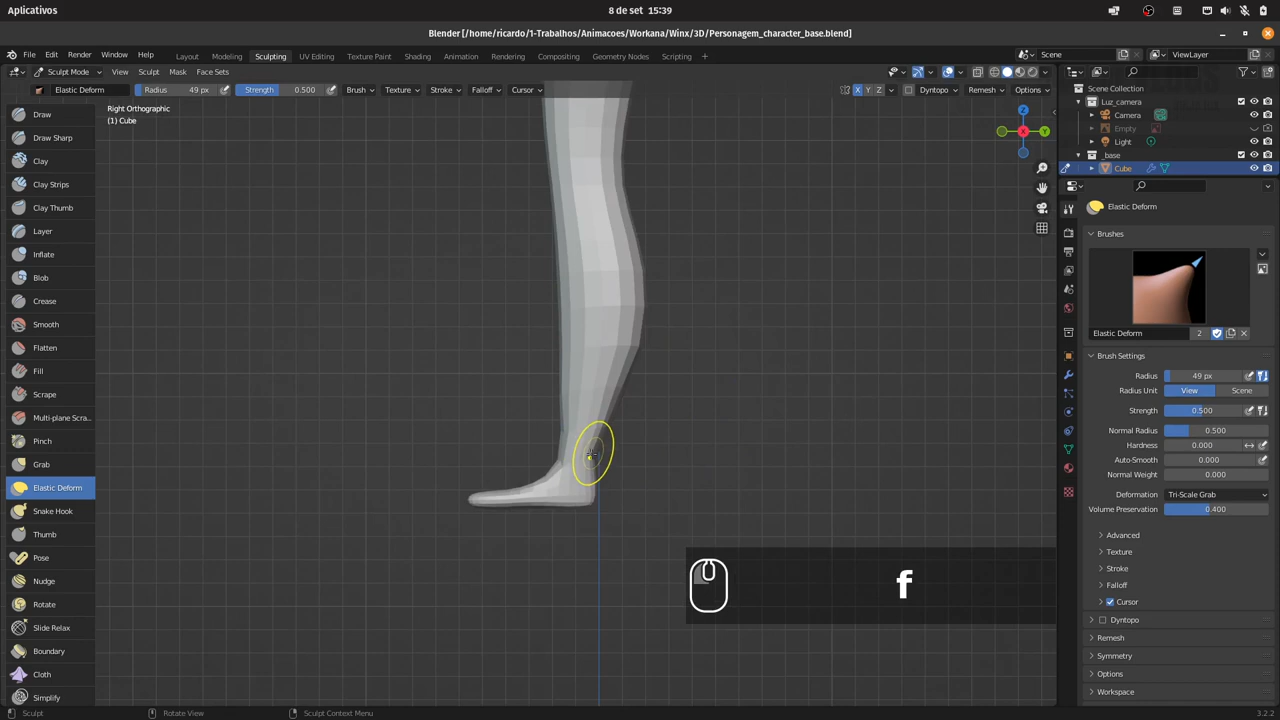 Aplicativos
8 de set 15:39
Blender [/home/ricardo/1-Trabalhos/Animacoes/Workana/Winx/3D/Personagem_character_base.blend]
File Edit Render Window Help
Layout Modeling Sculpting UV Editing Texture Paint Shading Animation Rendering Compositing Geometry Nodes Scripting +
Scene ViewLayer
Sculpt Mode View Sculpt Mask Face Sets
Elastic Deform Radius 49 px Strength 0.500 Brush Texture Stroke Falloff Cursor X Y Z Dyntopo Remesh Options
Right Orthographic
(1) Cube
Draw
Draw Sharp
Clay
Clay Strips
Clay Thumb
Layer
Inflate
Blob
Crease
Smooth
Flatten
Fill
Scrape
Multi-plane Scra...
Pinch
Grab
Elastic Deform
Snake Hook
Thumb
Pose
Nudge
Rotate
Slide Relax
Boundary
Cloth
Simplify
Z
X
Y
f
Scene Collection
Luz_camera
Camera
Empty
Light
_base
Cube
Elastic Deform
Brushes
Elastic Deform 2
Brush Settings
Radius 49 px
Radius Unit View Scene
Strength 0.500
Normal Radius 0.500
Hardness 0.000
Auto-Smooth 0.000
Normal Weight 0.000
Deformation Tri-Scale Grab
Volume Preservation 0.400
Advanced
Texture
Stroke
Falloff
Cursor
Dyntopo
Remesh
Symmetry
Options
Workspace
Sculpt Rotate View Sculpt Context Menu 3.2.2